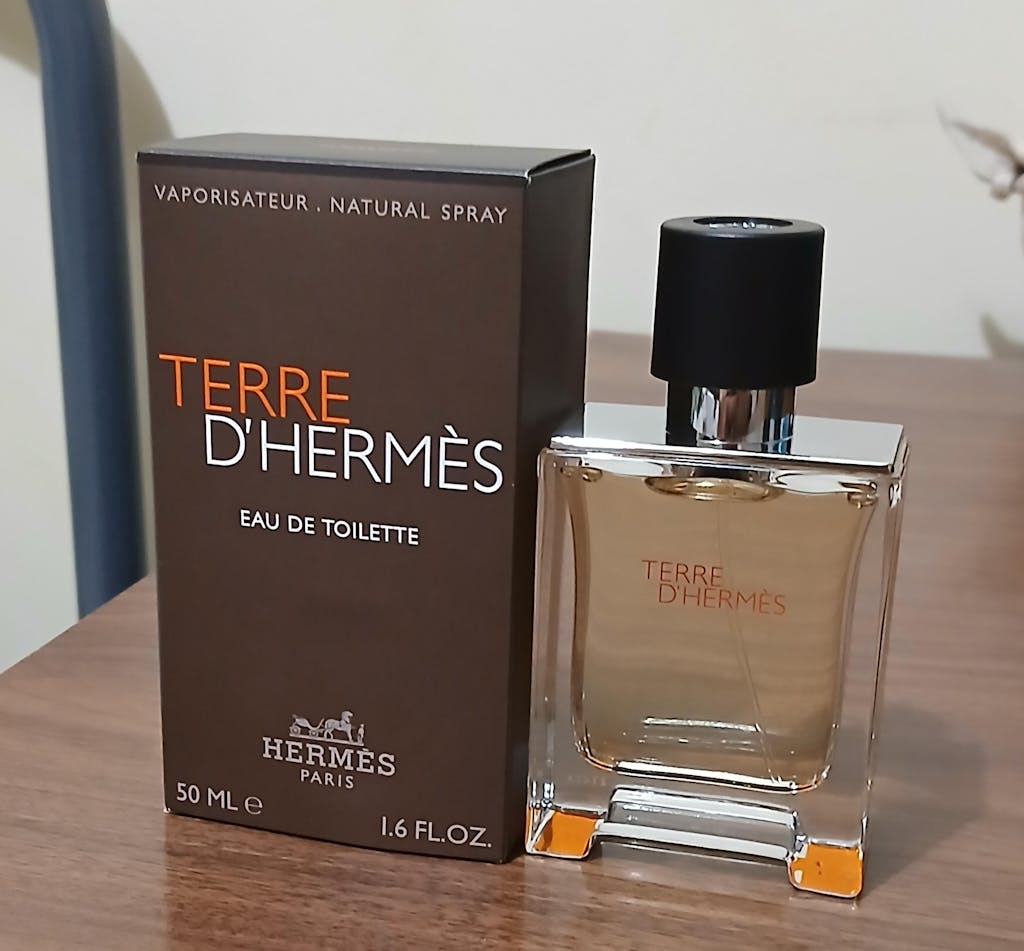 VAPORISATEUR . NATURAL SPRAY
TERRE
D'HERMÈS
EAU DE TOILETTE
HERMÈS
PARIS
50 ML ℮
1.6 FL.OZ.
TERRE
D'HERMÈS